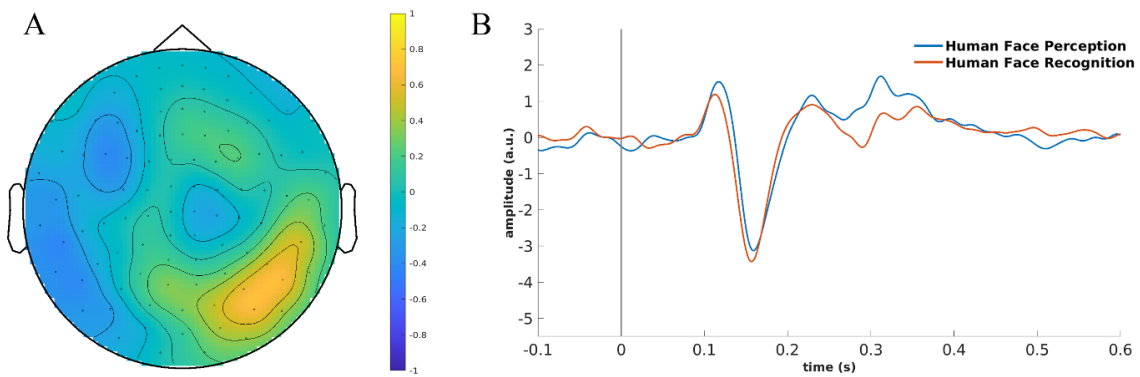 A
1
0.8
0.6
0.4
0.2
0
-0.2
-0.4
-0.6
-0.8
-1
B
3
2
1
0
-1
-2
-3
-4
-5
amplitude (a.u.)
Human Face Perception
Human Face Recognition
-0.1 0 0.1 0.2 0.3 0.4 0.5 0.6
time (s)